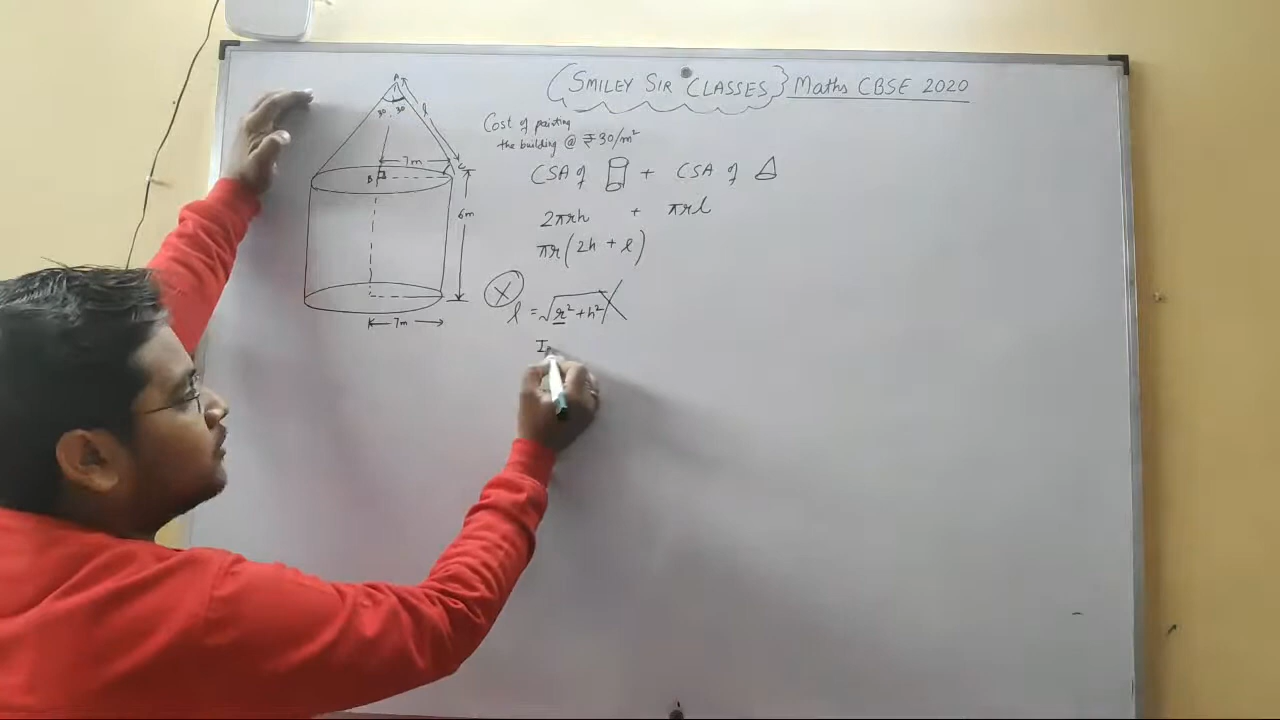 SMILEY SIR CLASSES Maths CBSE 2020
Cost of painting
the building @ ₹30/m²
CSA of + CSA of
2πrh + πrl
πr(2h + l)
X
l = √r²+h²
A
30 30
l
7m
B C
6m
7m